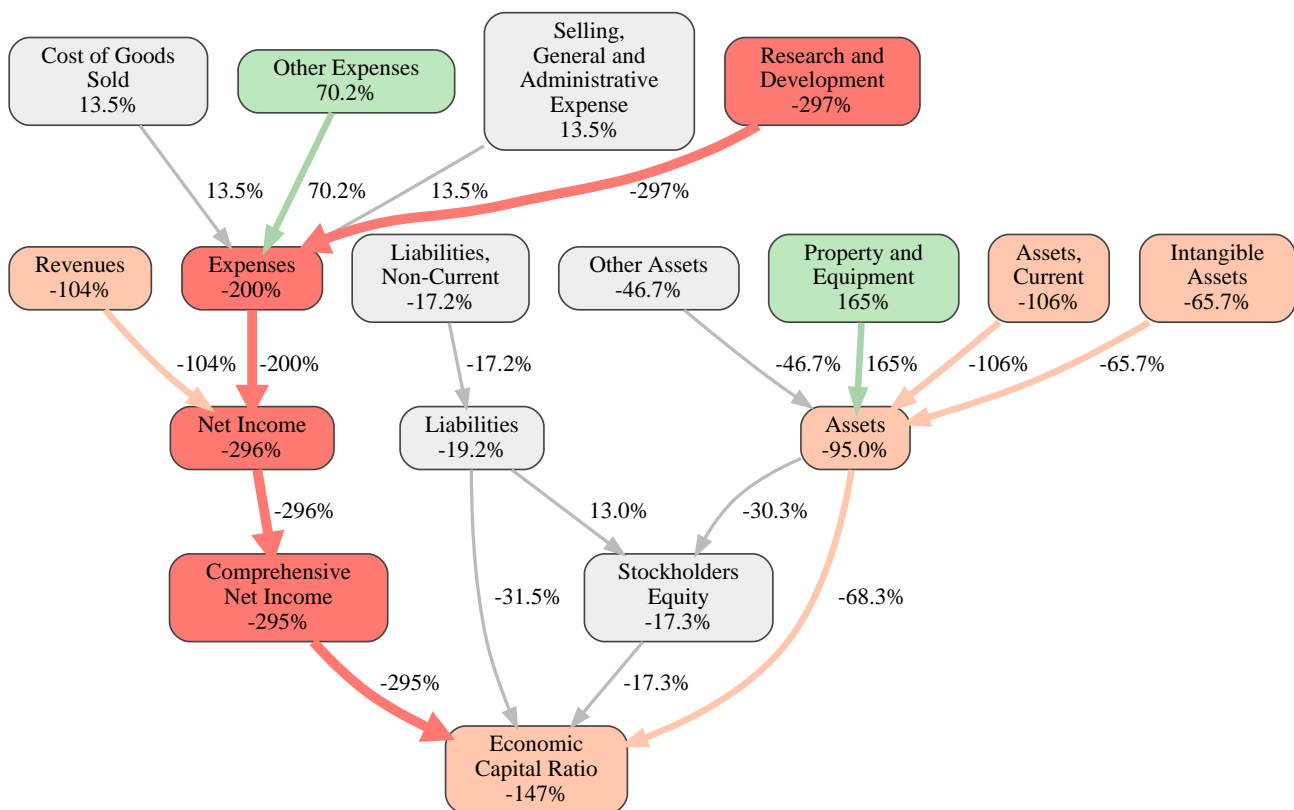 Cost of Goods
Sold
13.5%
Other Expenses
70.2%
Selling,
General and
Administrative
Expense
13.5%
Research and
Development
-297%
13.5%
70.2%
13.5%
-297%
Revenues
-104%
Expenses
-200%
Liabilities,
Non-Current
-17.2%
Other Assets
-46.7%
Property and
Equipment
165%
Assets,
Current
-106%
Intangible
Assets
-65.7%
-104%
-200%
-17.2%
-46.7%
165%
-106%
-65.7%
Net Income
-296%
Liabilities
-19.2%
Assets
-95.0%
-296%
13.0%
-30.3%
Comprehensive
Net Income
-295%
-31.5%
Stockholders
Equity
-17.3%
-68.3%
-295%
-17.3%
Economic
Capital Ratio
-147%